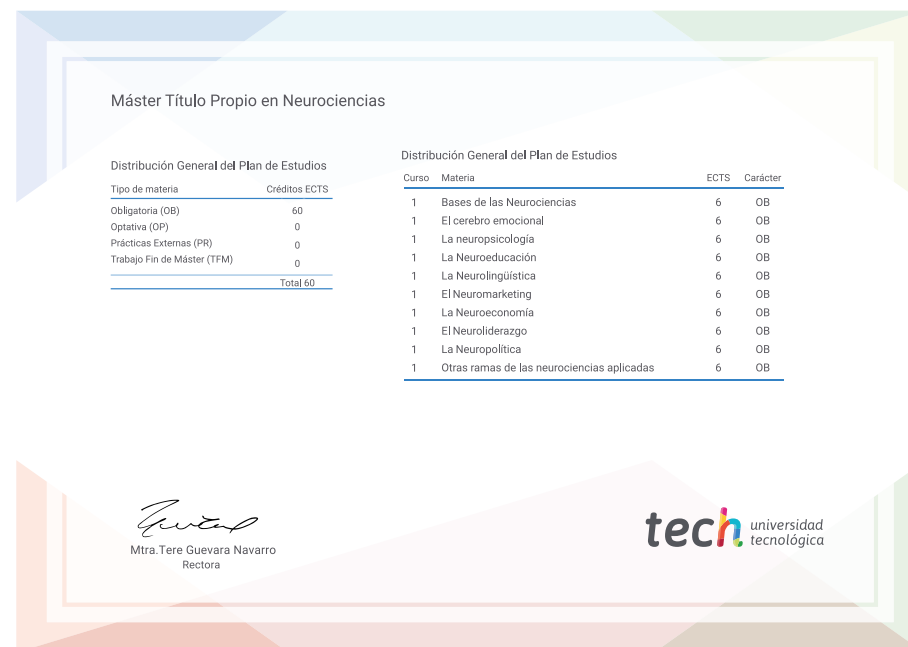 Máster Título Propio en Neurociencias
Distribución General del Plan de Estudios
Tipo de materia Créditos ECTS
Obligatoria (OB) 60
Optativa (OP) 0
Prácticas Externas (PR) 0
Trabajo Fin de Máster (TFM) 0
Total 60
Distribución General del Plan de Estudios
Curso Materia ECTS Carácter
1 Bases de las Neurociencias 6 OB
1 El cerebro emocional 6 OB
1 La neuropsicología 6 OB
1 La Neuroeducación 6 OB
1 La Neurolingüística 6 OB
1 El Neuromarketing 6 OB
1 La Neuroeconomía 6 OB
1 El Neuroliderazgo 6 OB
1 La Neuropolítica 6 OB
1 Otras ramas de las neurociencias aplicadas 6 OB
Mtra.Tere Guevara Navarro
Rectora
tech universidad
tecnológica